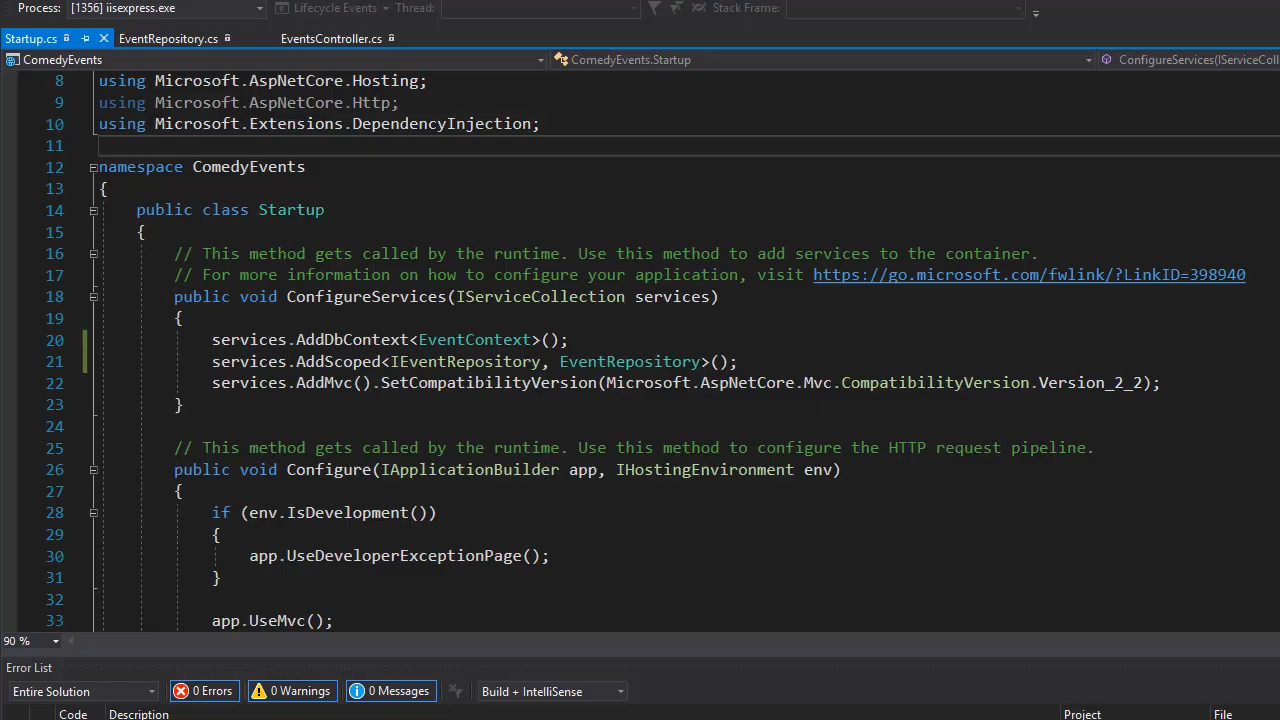 Process: [1356] iisexpress.exe Lifecycle Events Thread: Stack Frame:
Startup.cs EventRepository.cs EventsController.cs
ComedyEvents ComedyEvents.Startup ConfigureServices(IServiceColl
8 using Microsoft.AspNetCore.Hosting;
9 using Microsoft.AspNetCore.Http;
10 using Microsoft.Extensions.DependencyInjection;
11
12 namespace ComedyEvents
13 {
14 public class Startup
15 {
16 // This method gets called by the runtime. Use this method to add services to the container.
17 // For more information on how to configure your application, visit https://go.microsoft.com/fwlink/?LinkID=398940
18 public void ConfigureServices(IServiceCollection services)
19 {
20 services.AddDbContext<EventContext>();
21 services.AddScoped<IEventRepository, EventRepository>();
22 services.AddMvc().SetCompatibilityVersion(Microsoft.AspNetCore.Mvc.CompatibilityVersion.Version_2_2);
23 }
24
25 // This method gets called by the runtime. Use this method to configure the HTTP request pipeline.
26 public void Configure(IApplicationBuilder app, IHostingEnvironment env)
27 {
28 if (env.IsDevelopment())
29 {
30 app.UseDeveloperExceptionPage();
31 }
32
33 app.UseMvc();
90 %
Error List
Entire Solution 0 Errors 0 Warnings 0 Messages Build + IntelliSense
Code Description Project File